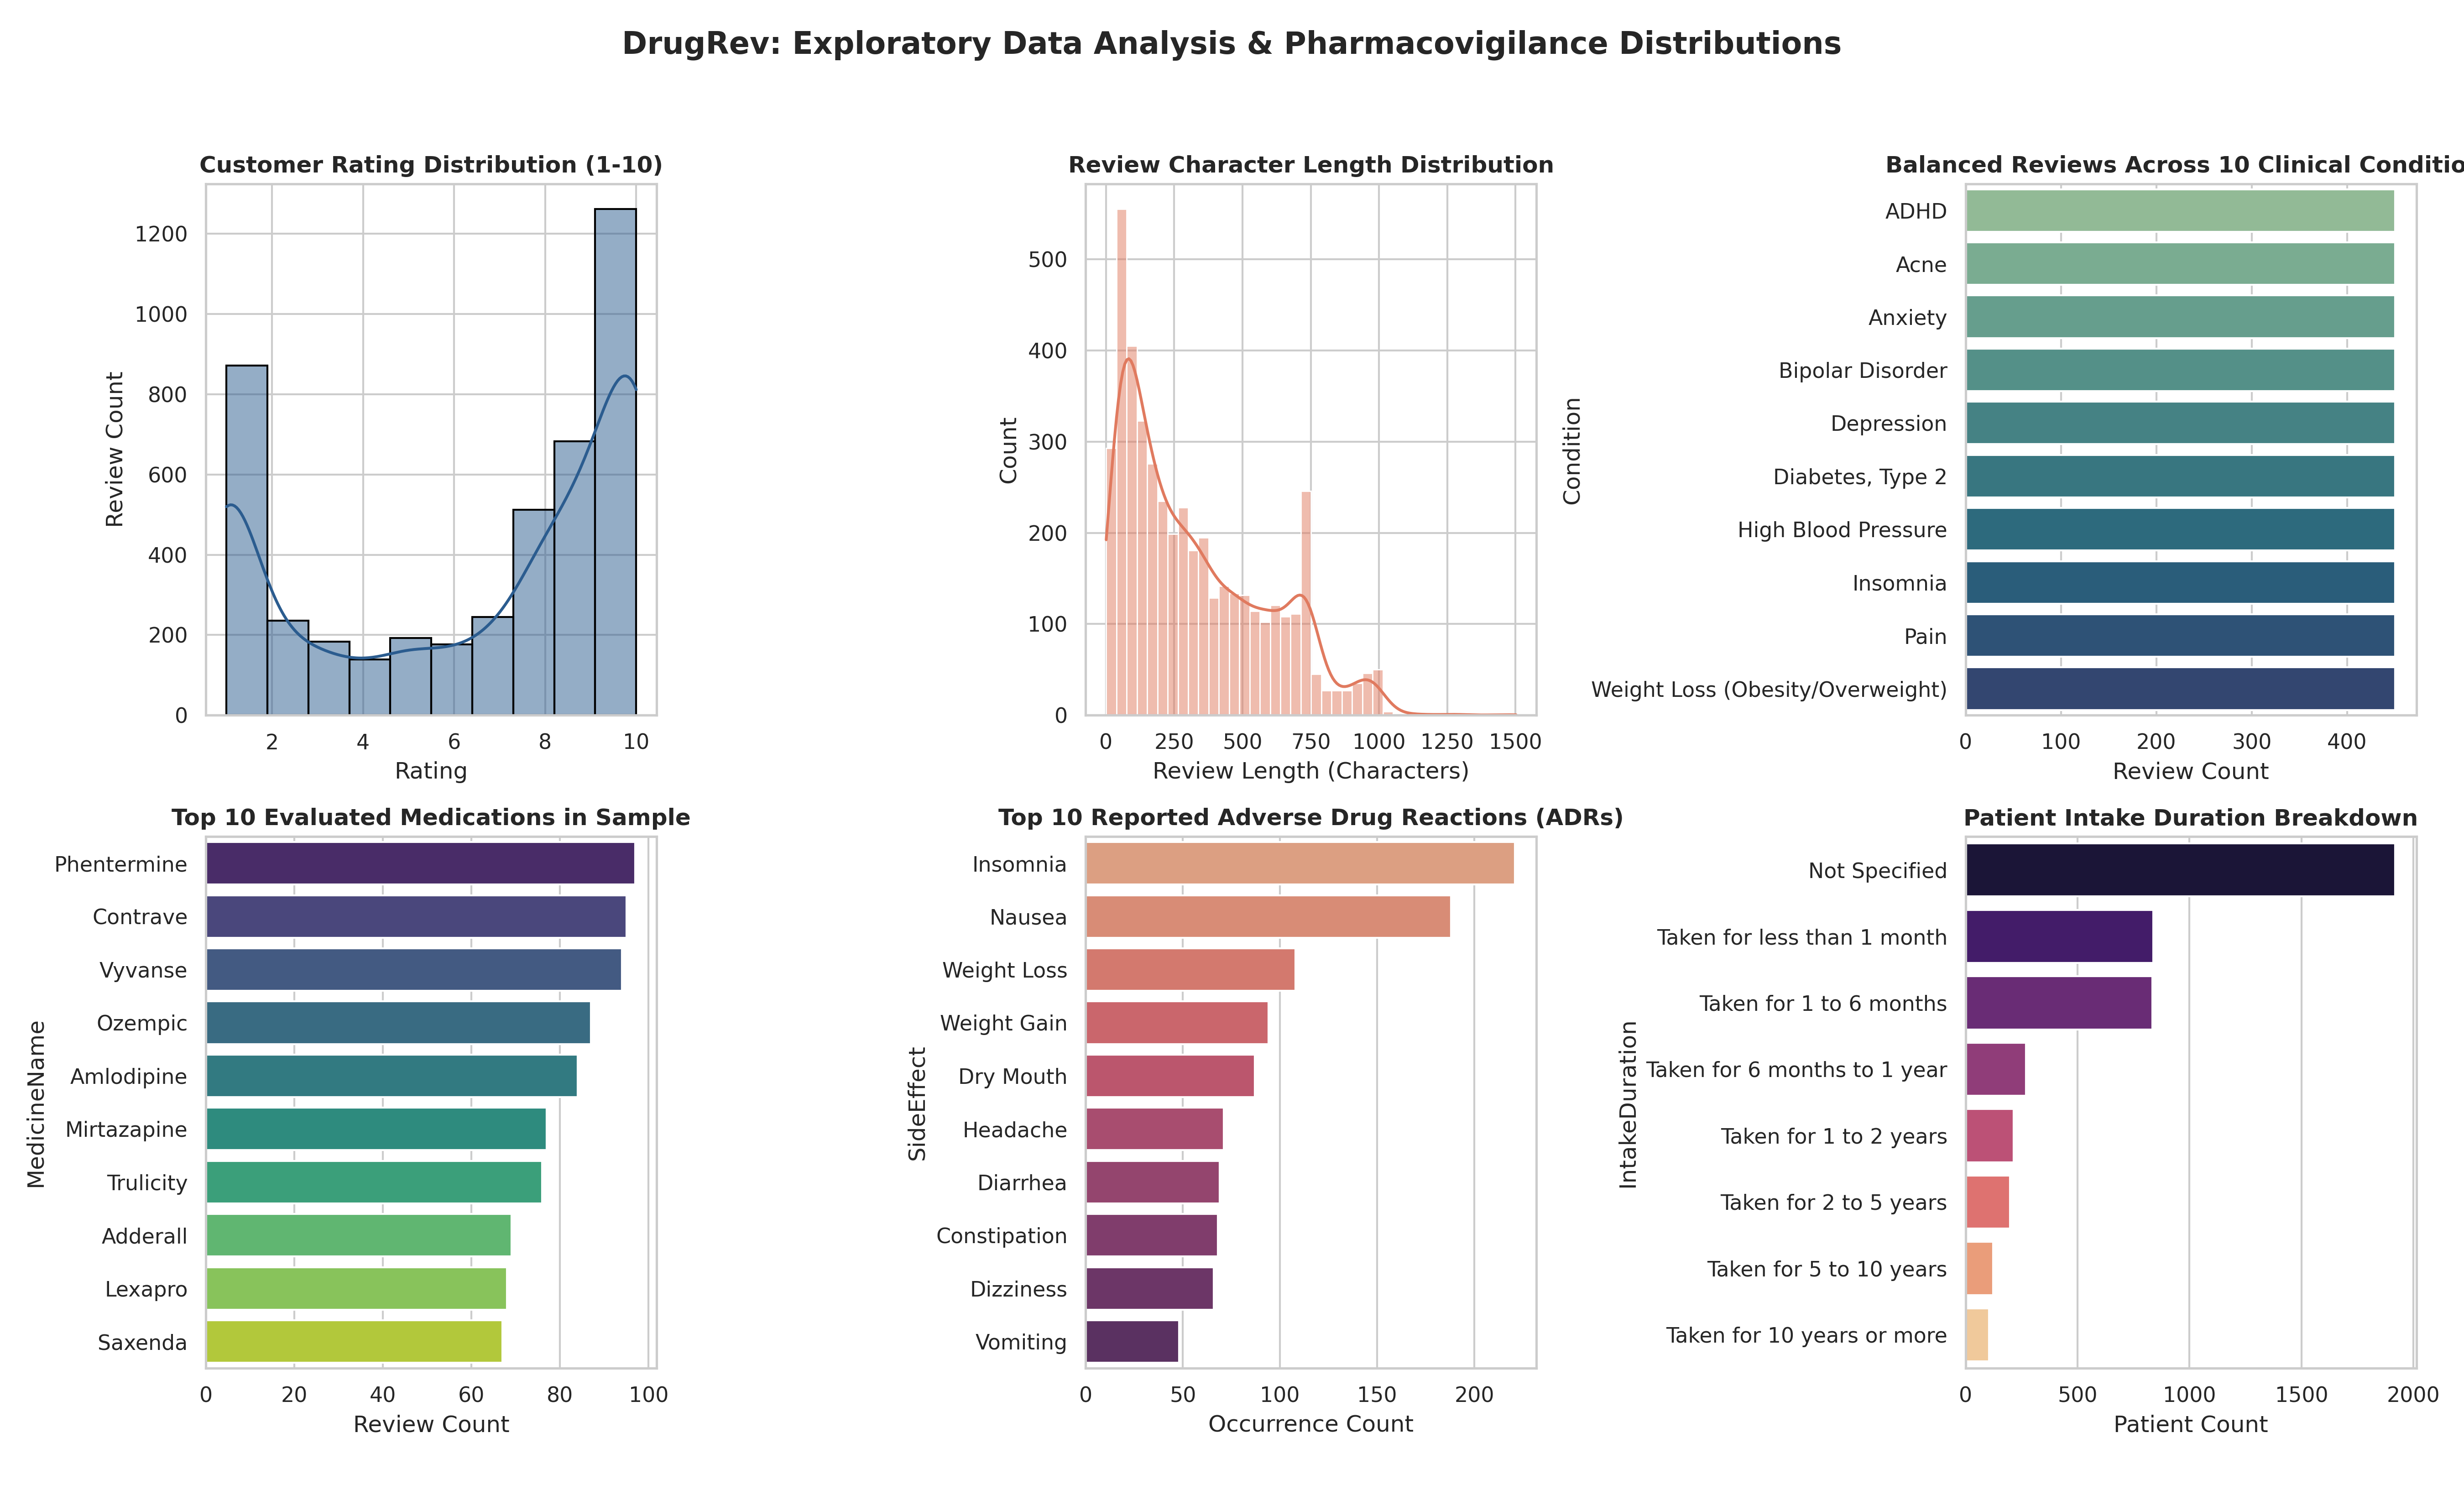 DrugRev: Exploratory Data Analysis & Pharmacovigilance Distributions
Customer Rating Distribution (1-10)
Review Count
1200
1000
800
600
400
200
0
2 4 6 8 10
Rating
Review Character Length Distribution
Count
500
400
300
200
100
0
0 250 500 750 1000 1250 1500
Review Length (Characters)
Balanced Reviews Across 10 Clinical Conditio
Condition
ADHD
Acne
Anxiety
Bipolar Disorder
Depression
Diabetes, Type 2
High Blood Pressure
Insomnia
Pain
Weight Loss (Obesity/Overweight)
0 100 200 300 400
Review Count
Top 10 Evaluated Medications in Sample
MedicineName
Phentermine
Contrave
Vyvanse
Ozempic
Amlodipine
Mirtazapine
Trulicity
Adderall
Lexapro
Saxenda
0 20 40 60 80 100
Review Count
Top 10 Reported Adverse Drug Reactions (ADRs)
SideEffect
Insomnia
Nausea
Weight Loss
Weight Gain
Dry Mouth
Headache
Diarrhea
Constipation
Dizziness
Vomiting
0 50 100 150 200
Occurrence Count
Patient Intake Duration Breakdown
IntakeDuration
Not Specified
Taken for less than 1 month
Taken for 1 to 6 months
Taken for 6 months to 1 year
Taken for 1 to 2 years
Taken for 2 to 5 years
Taken for 5 to 10 years
Taken for 10 years or more
0 500 1000 1500 2000
Patient Count